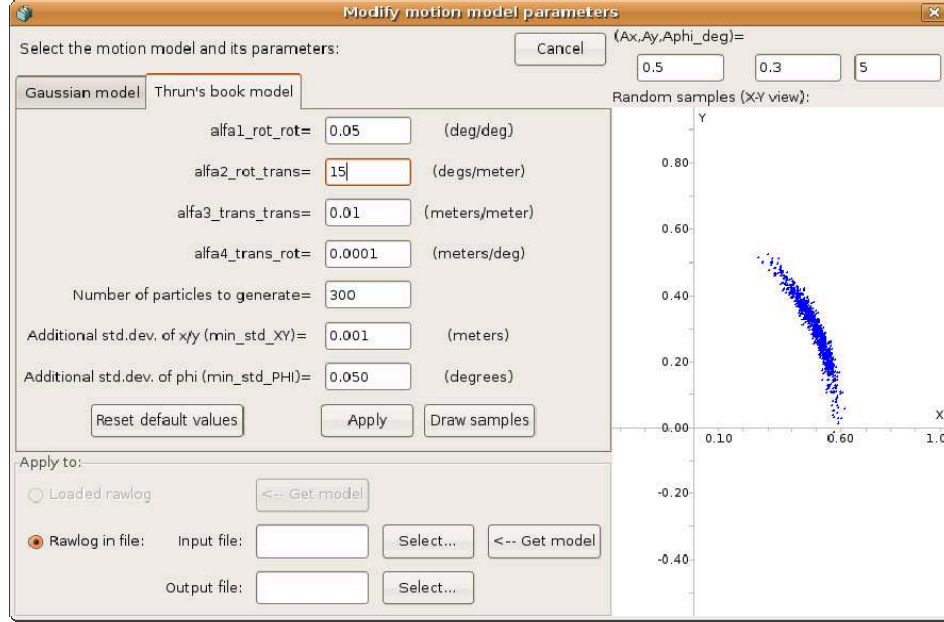 Modify motion model parameters
Select the motion model and its parameters:
Cancel
(Ax,Ay,Aphi_deg)=
0.5 0.3 5
Gaussian model Thrun's book model
Random samples (X-Y view):
alfa1_rot_rot= 0.05 (deg/deg)
alfa2_rot_trans= 15 (degs/meter)
alfa3_trans_trans= 0.01 (meters/meter)
alfa4_trans_rot= 0.0001 (meters/deg)
Number of particles to generate= 300
Additional std.dev. of x/y (min_std_XY)= 0.001 (meters)
Additional std.dev. of phi (min_std_PHI)= 0.050 (degrees)
Reset default values Apply Draw samples
Apply to:
Loaded rawlog <-- Get model
Rawlog in file: Input file: Select... <-- Get model
Output file: Select...
Y
0.80
0.60
0.40
0.20
0.00
X
0.10 0.60 1.0
-0.20
-0.40